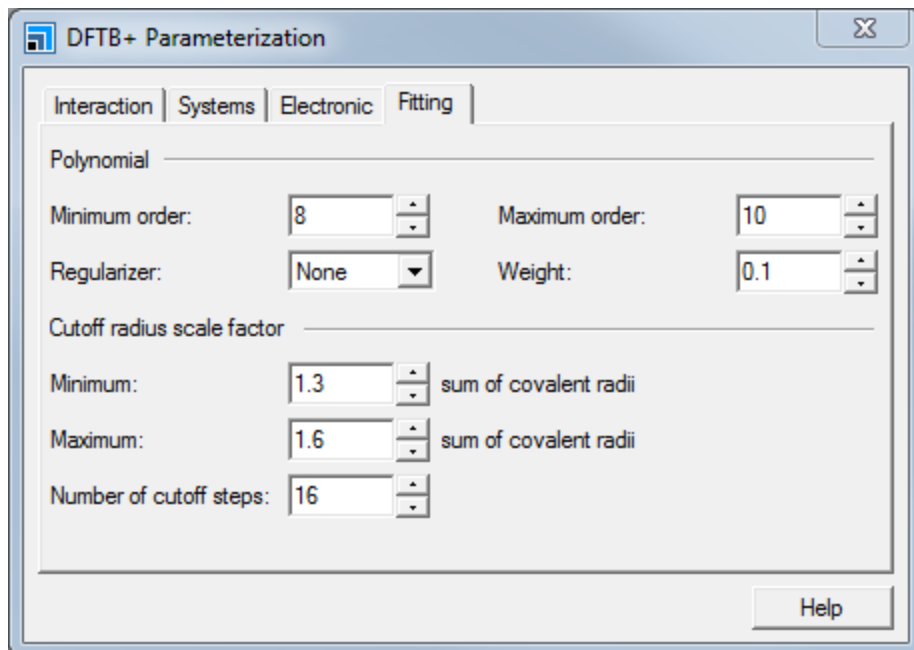 DFTB+ Parameterization
Interaction Systems Electronic Fitting
Polynomial
Minimum order: 8 Maximum order: 10
Regularizer: None Weight: 0.1
Cutoff radius scale factor
Minimum: 1.3 sum of covalent radii
Maximum: 1.6 sum of covalent radii
Number of cutoff steps: 16
Help